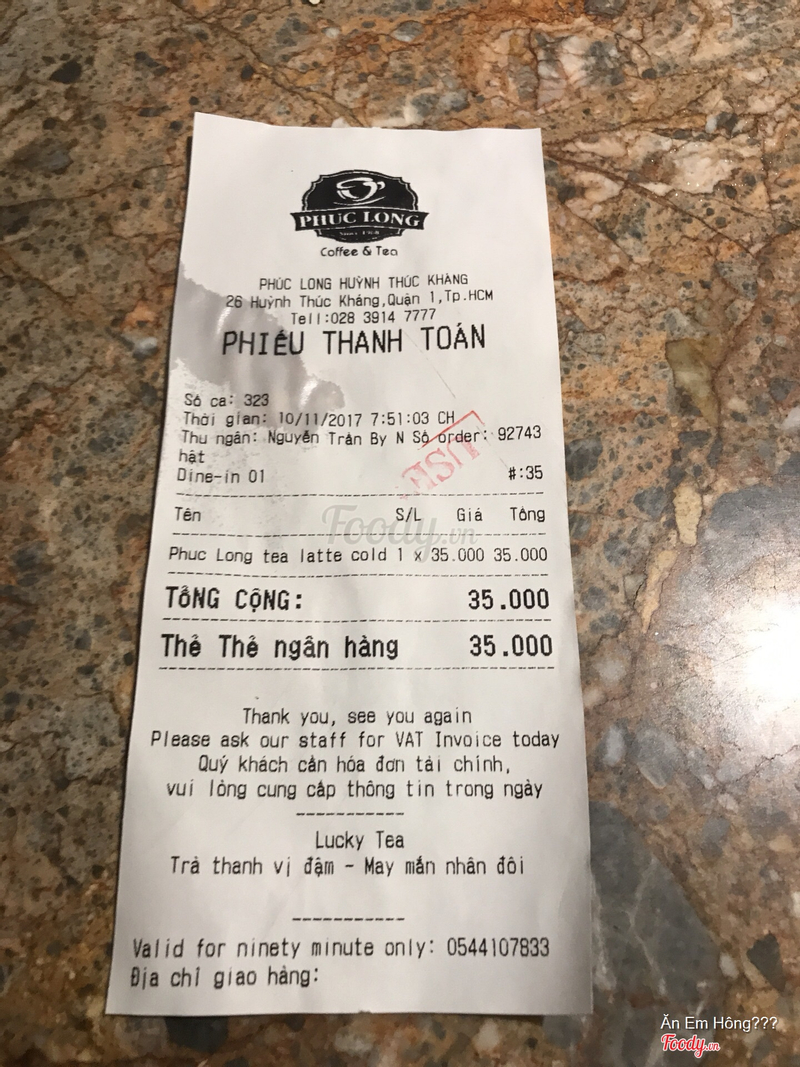 PHUC LONG
Since 1968
Coffee & Tea
PHÚC LONG HUỲNH THÚC KHÁNG
26 Huỳnh Thúc Kháng,Quận 1,Tp.HCM
Tell:028 3914 7777
PHIẾU THANH TOÁN
Số ca: 323
Thời gian: 10/11/2017 7:51:03 CH
Thu ngân: Nguyễn Trần By N Số order: 92743
hật
Dine-in 01 #:35
USE
Tên S/L Giá Tổng
Foody.vn
Phuc Long tea latte cold 1 x 35.000 35.000
TỔNG CỘNG: 35.000
Thẻ Thẻ ngân hàng 35.000
Thank you, see you again
Please ask our staff for VAT Invoice today
Quý khách cần hóa đơn tài chính,
vui lòng cung cấp thông tin trong ngày
Lucky Tea
Trà thanh vị đậm - May mắn nhân đôi
Valid for ninety minute only: 0544107833
Địa chỉ giao hàng:
Ăn Em Hông???
Foody.vn